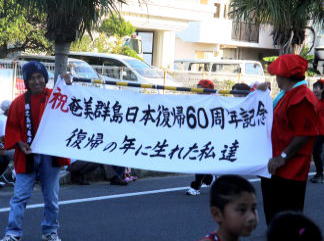 祝奄美群島日本復帰60周年記念
復帰の年に生れた私達